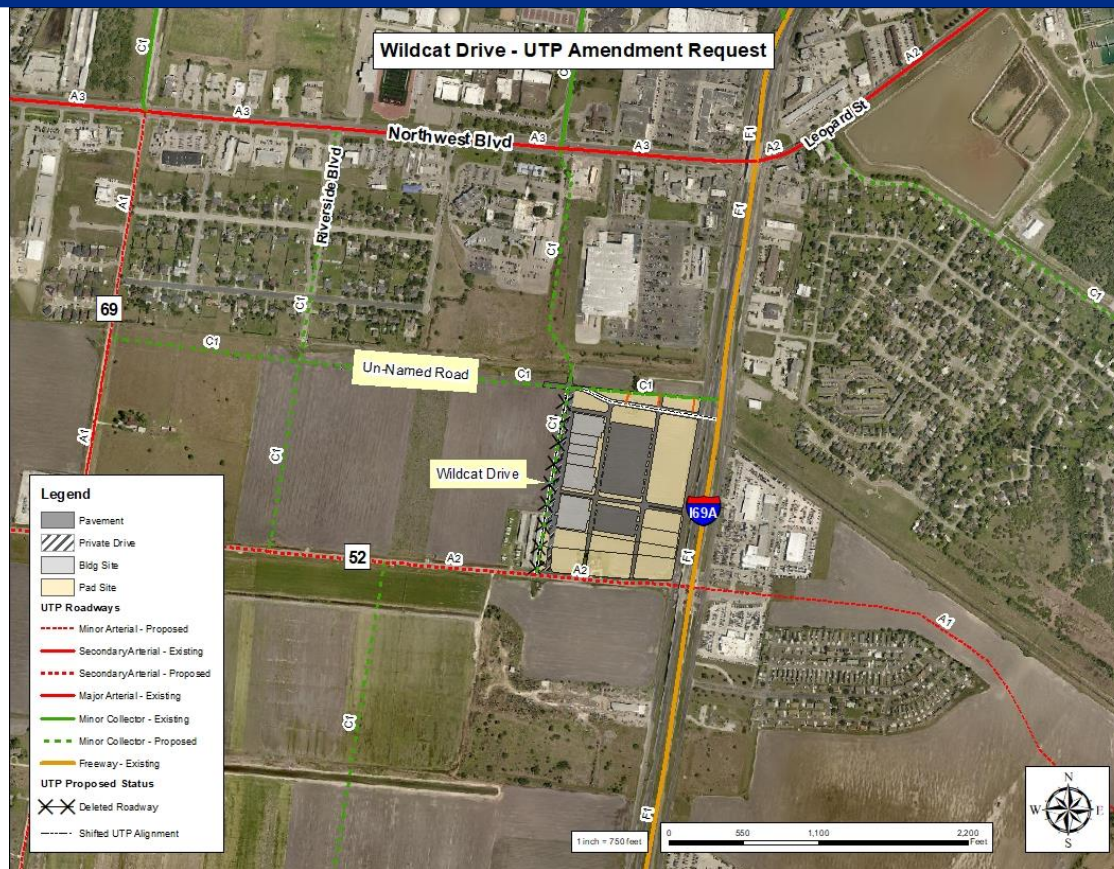 Wildcat Drive - UTP Amendment Request
C1
C1
A3
A3
Northwest Blvd
A3
A3
A2
Leopard St
A2
F1
A1
Riverside Blvd
F1
C1
C1
69
C1
C1
Un-Named Road
C1
C1
A1
C1
C1
Wildcat Drive
I69A
52
A2
A2
F1
A1
C1
F1
Legend
Pavement
Private Drive
Bldg Site
Pad Site
UTP Roadways
Minor Arterial - Proposed
Secondary Arterial - Existing
Secondary Arterial - Proposed
Major Arterial - Existing
Minor Collector - Existing
Minor Collector - Proposed
Freeway - Existing
UTP Proposed Status
Deleted Roadway
Shifted UTP Alignment
1 inch = 750 feet
0 550 1,100 2,200
Feet
N
W E
S